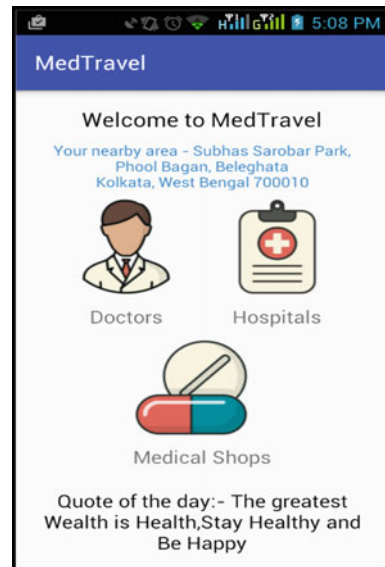 H G 5:08 PM
MedTravel
Welcome to MedTravel
Your nearby area - Subhas Sarobar Park,
Phool Bagan, Beleghata
Kolkata, West Bengal 700010
Doctors
Hospitals
Medical Shops
Quote of the day:- The greatest
Wealth is Health,Stay Healthy and
Be Happy